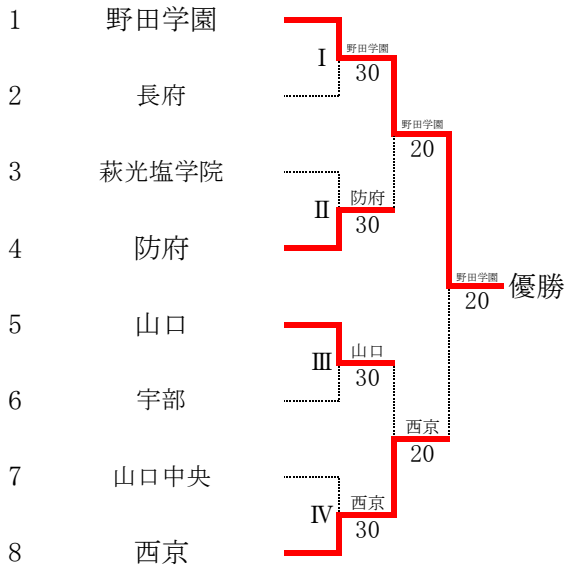 1 野田学園
Ⅰ 野田学園
30
2 長府
野田学園
20
3 萩光塩学院
Ⅱ 防府
30
4 防府
野田学園 優勝
20
5 山口
Ⅲ 山口
30
6 宇部
西京
20
7 山口中央
Ⅳ 西京
30
8 西京